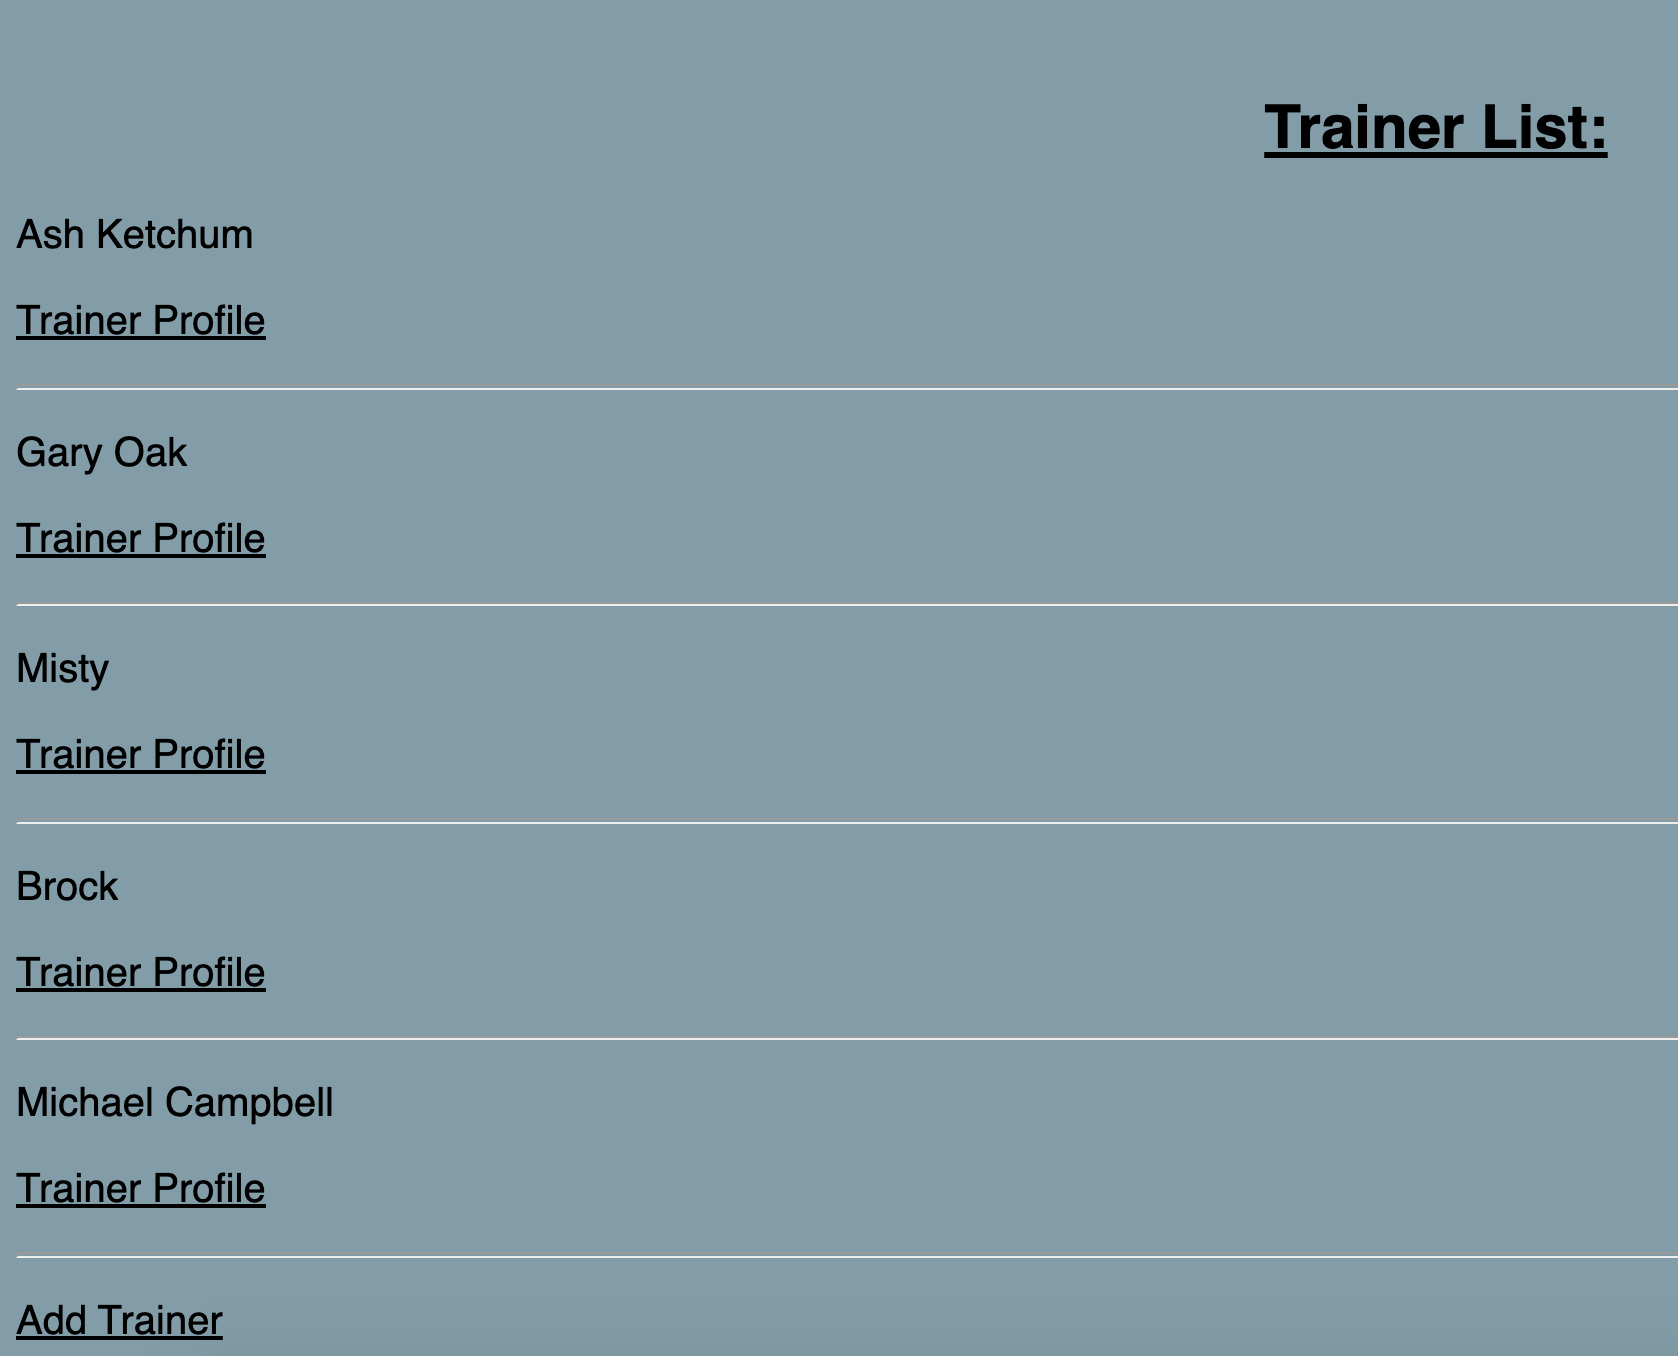 Trainer List:
Ash Ketchum
Trainer Profile
Gary Oak
Trainer Profile
Misty
Trainer Profile
Brock
Trainer Profile
Michael Campbell
Trainer Profile
Add Trainer